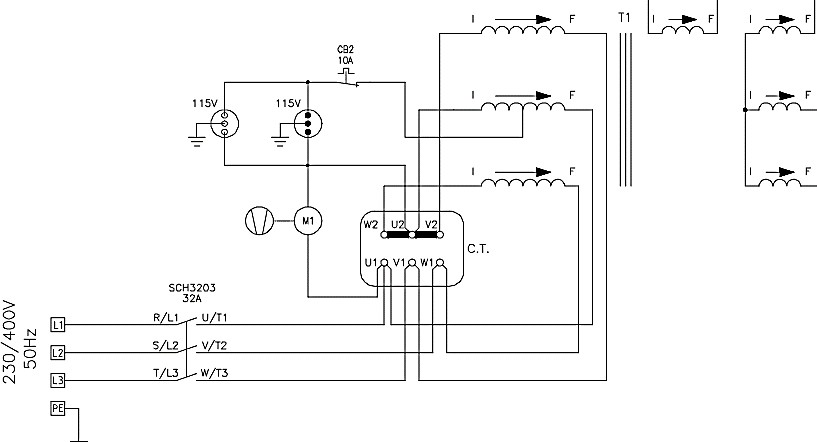 I F T1 I F I F
CB2
10A
115V 115V
I F I F
I F I F
W2 U2 V2
M1
C.T.
U1 V1 W1
SCH3203
32A
230/400V
50Hz
L1 R/L1 U/T1
L2 S/L2 V/T2
L3 T/L3 W/T3
PE